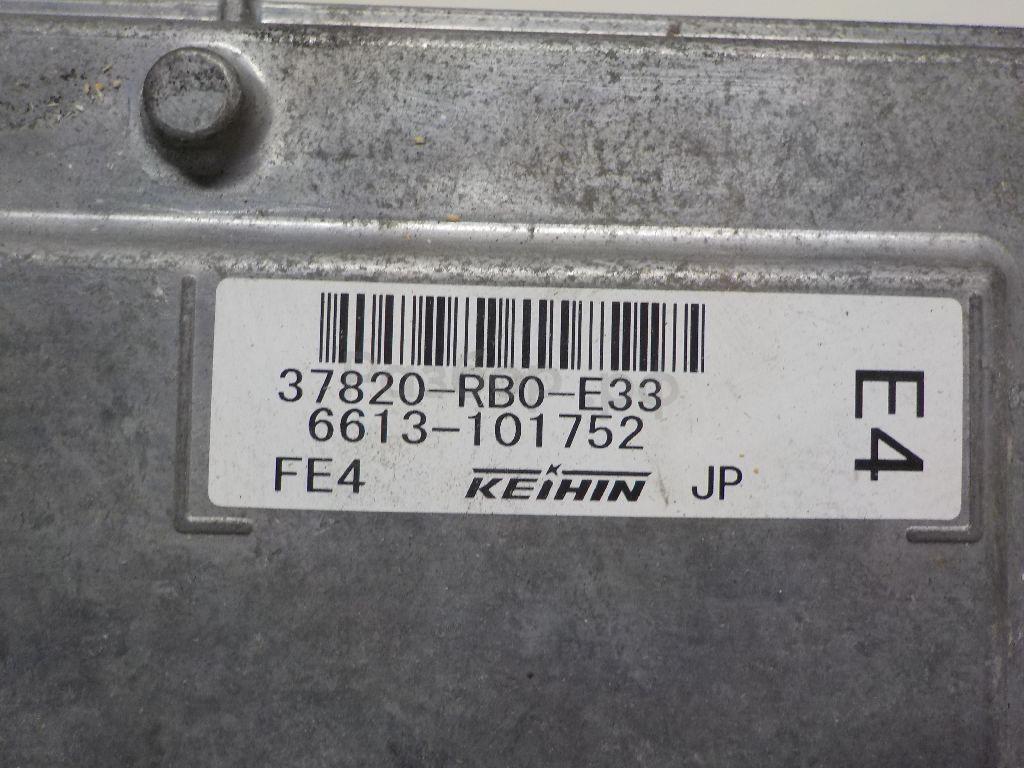 37820-RB0-E33
6613-101752
FE4 KEIHIN JP
E4